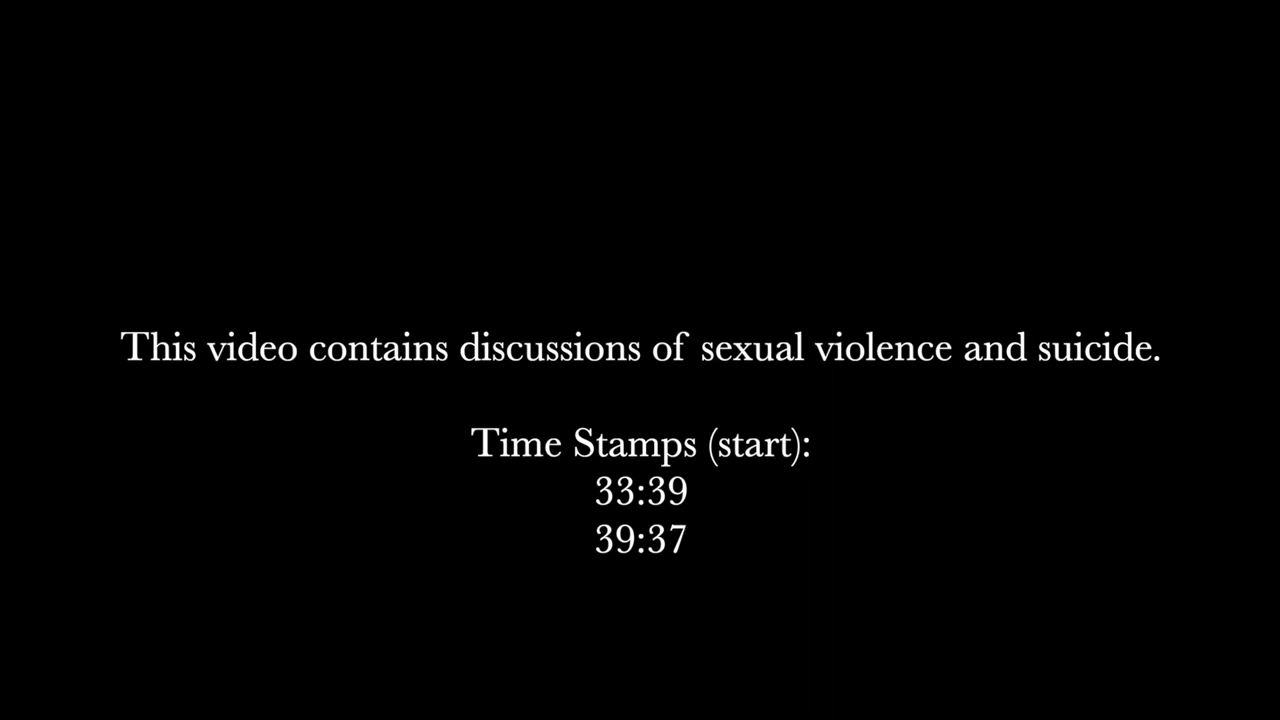 This video contains discussions of sexual violence and suicide.
Time Stamps (start):
33:39
39:37